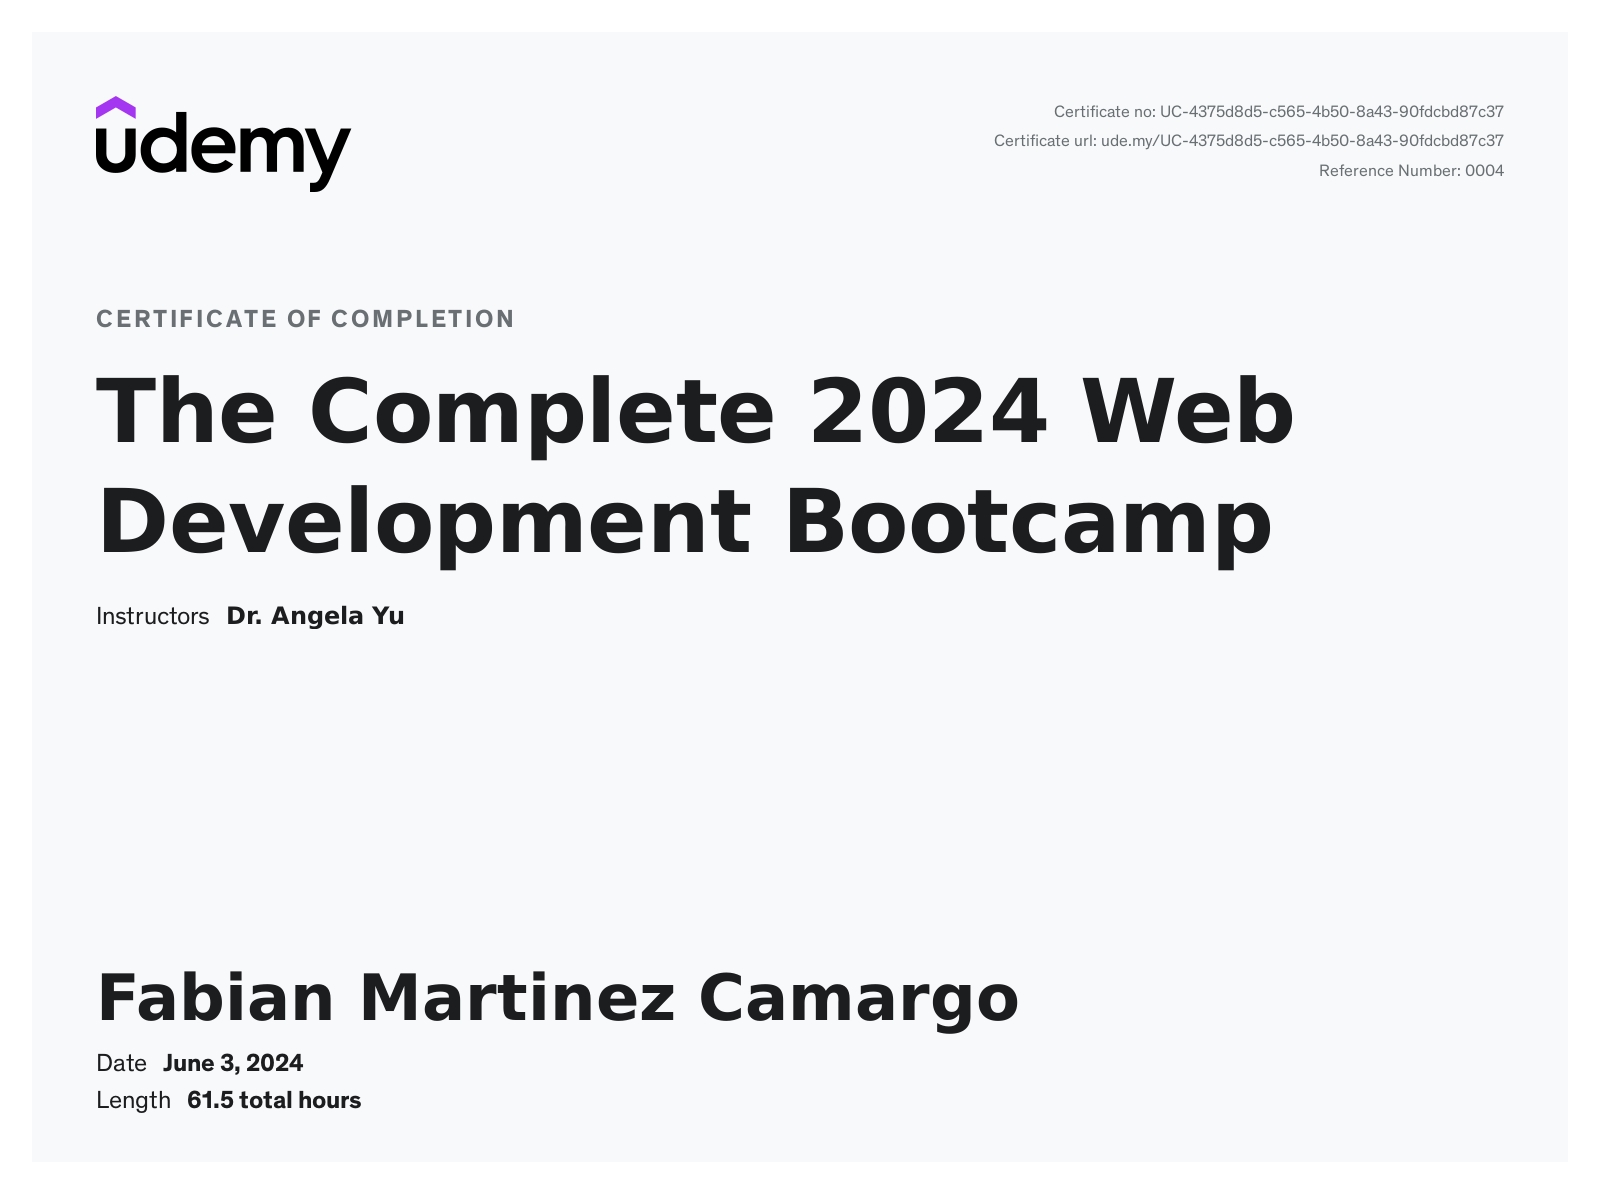 udemy
Certificate no: UC-4375d8d5-c565-4b50-8a43-90fdcbd87c37
Certificate url: ude.my/UC-4375d8d5-c565-4b50-8a43-90fdcbd87c37
Reference Number: 0004
CERTIFICATE OF COMPLETION
The Complete 2024 Web
Development Bootcamp
Instructors Dr. Angela Yu
Fabian Martinez Camargo
Date June 3, 2024
Length 61.5 total hours